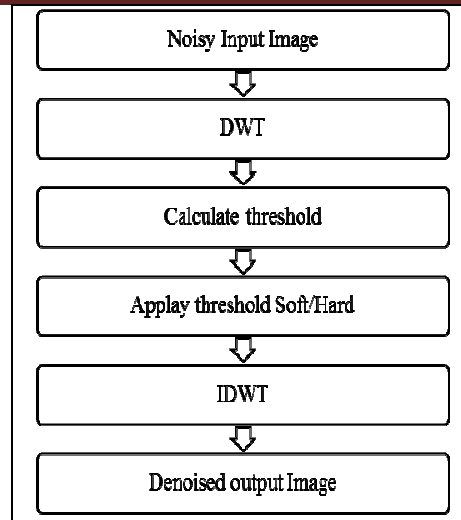 Noisy Input Image
DWT
Calculate threshold
Applay threshold Soft/Hard
IDWT
Denoised output Image